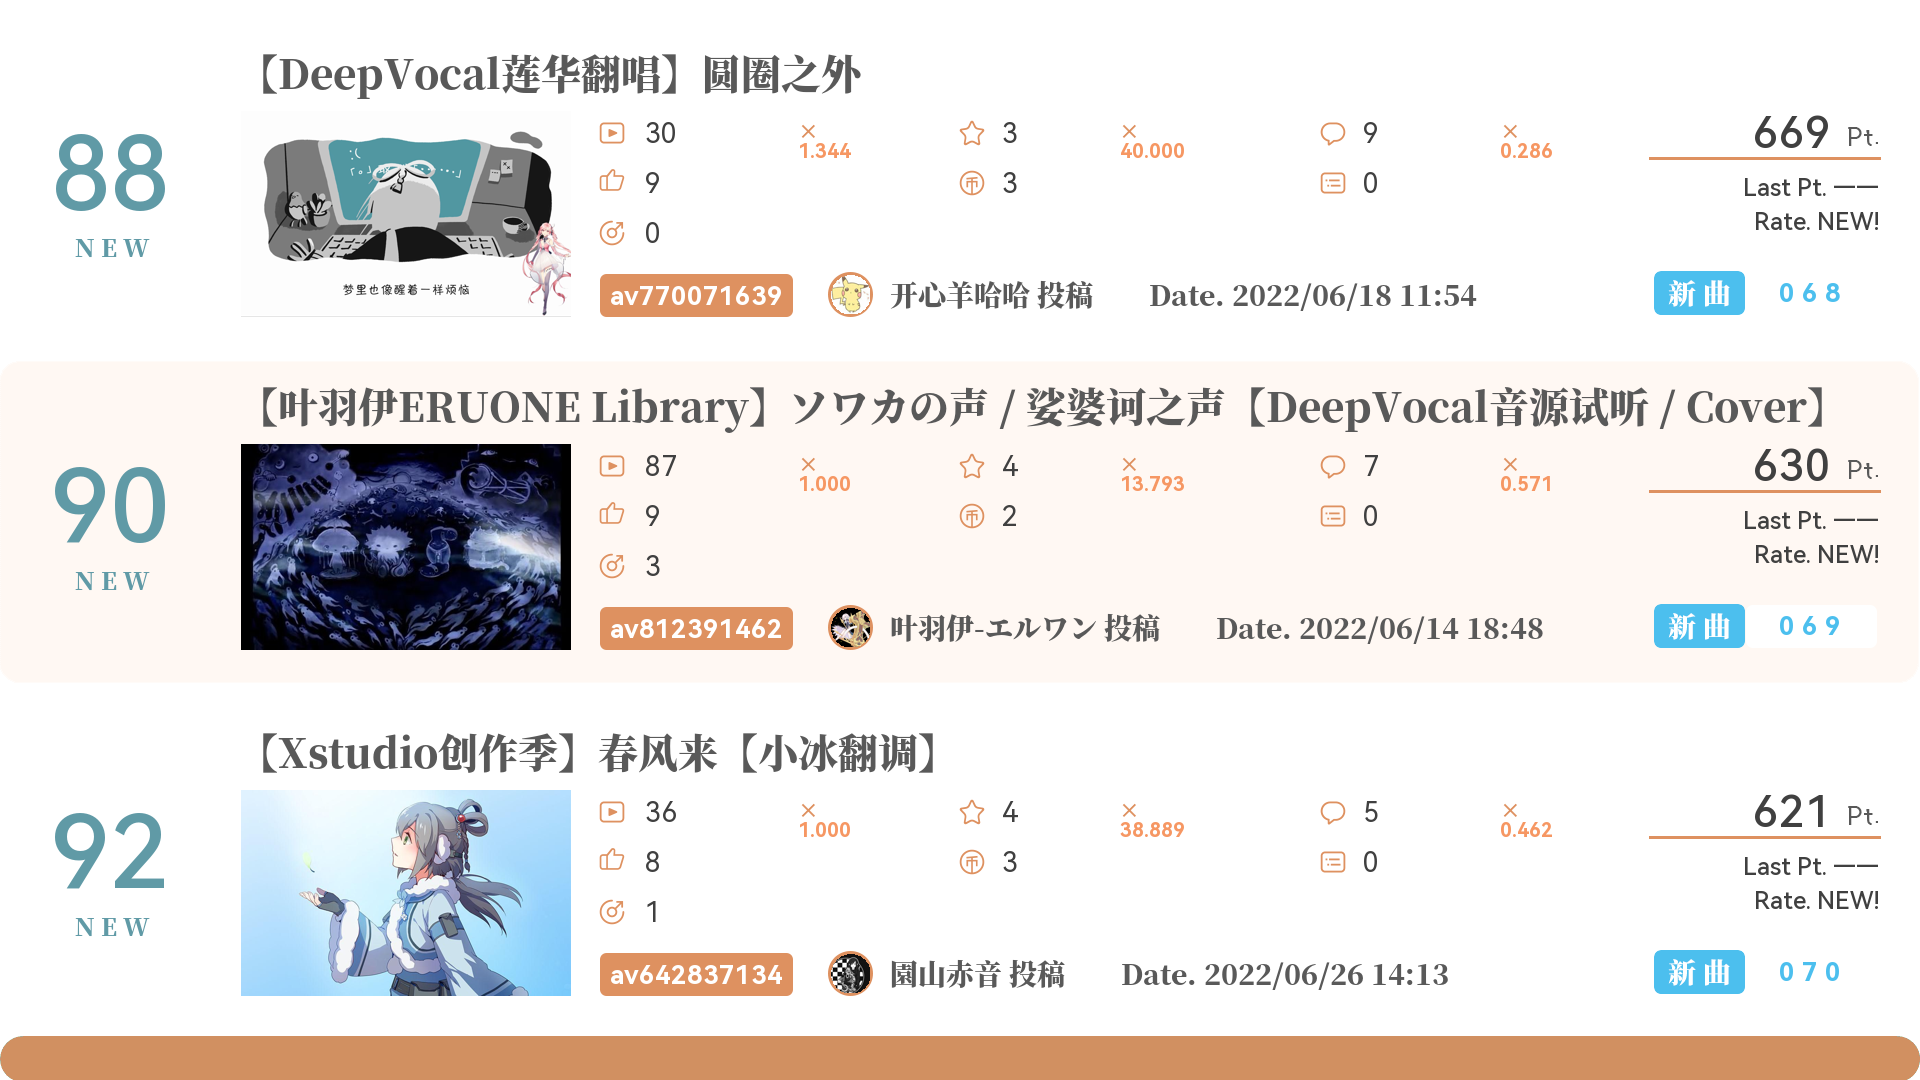 【DeepVocal莲华翻唱】圆圈之外
88
NEW
梦里也像醒着一样烦恼
30 × 1.344 3 × 40.000 9 × 0.286
9 3 0
0
669 Pt.
Last Pt. ——
Rate. NEW!
av770071639 开心羊哈哈 投稿 Date. 2022/06/18 11:54 新曲 068
【叶羽伊ERUONE Library】ソワカの声 / 娑婆诃之声【DeepVocal音源试听 / Cover】
90
NEW
87 × 1.000 4 × 13.793 7 × 0.571
9 2 0
3
630 Pt.
Last Pt. ——
Rate. NEW!
av812391462 叶羽伊-エルワン 投稿 Date. 2022/06/14 18:48 新曲 069
【Xstudio创作季】春风来【小冰翻调】
92
NEW
36 × 1.000 4 × 38.889 5 × 0.462
8 3 0
1
621 Pt.
Last Pt. ——
Rate. NEW!
av642837134 園山赤音 投稿 Date. 2022/06/26 14:13 新曲 070